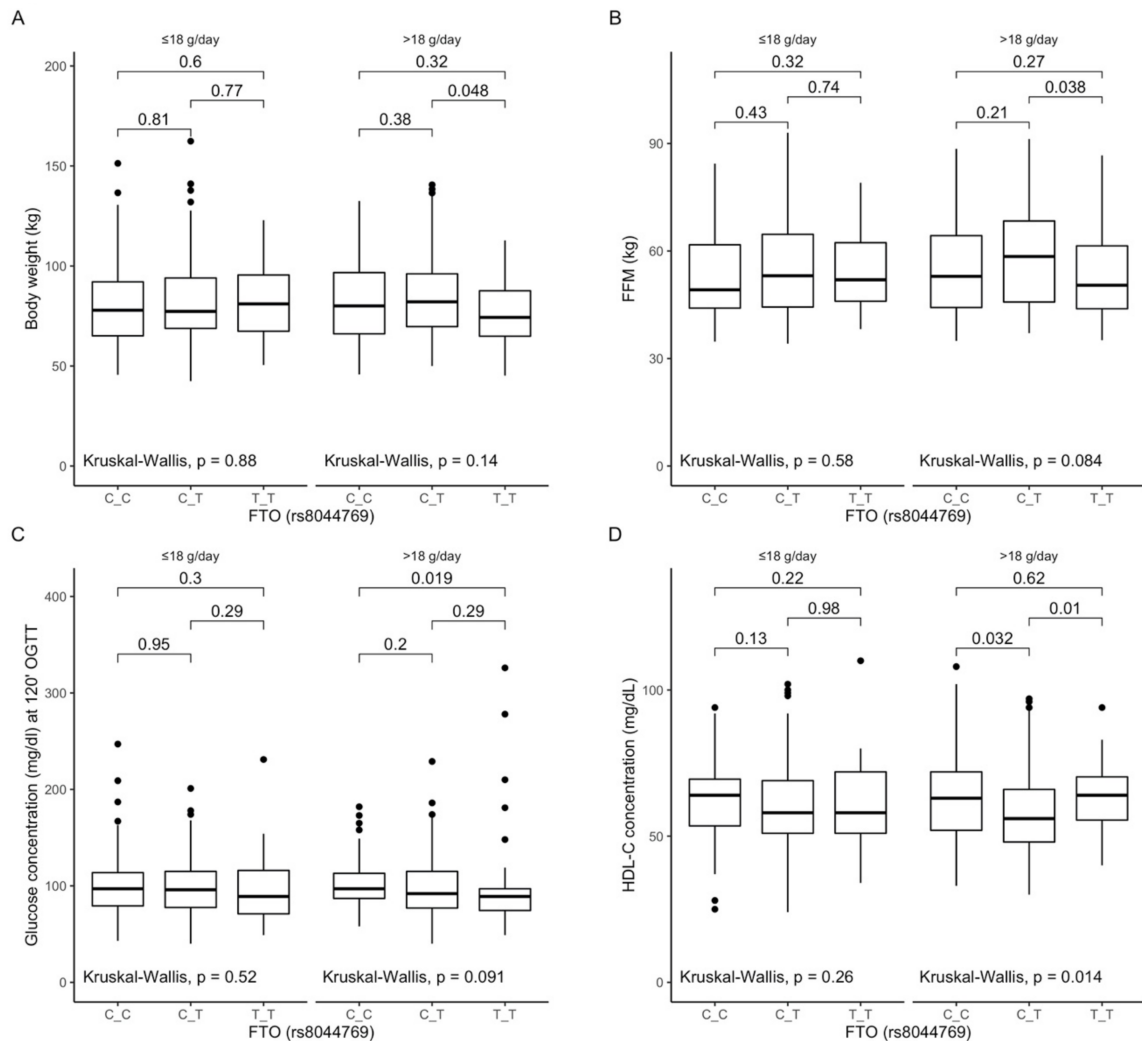 A
≤18 g/day
>18 g/day
200
0.6
0.32
0.77
0.048
0.81
0.38
150
Body weight (kg)
100
50
0
Kruskal-Wallis, p = 0.88
Kruskal-Wallis, p = 0.14
C_C
C_T
T_T
C_C
C_T
T_T
FTO (rs8044769)
B
≤18 g/day
>18 g/day
0.32
0.27
0.74
0.038
0.43
0.21
90
FFM (kg)
60
30
0
Kruskal-Wallis, p = 0.58
Kruskal-Wallis, p = 0.084
C_C
C_T
T_T
C_C
C_T
T_T
FTO (rs8044769)
C
≤18 g/day
>18 g/day
400
0.3
0.019
0.29
0.29
0.95
0.2
Glucose concentration (mg/dl) at 120' OGTT
300
200
100
0
Kruskal-Wallis, p = 0.52
Kruskal-Wallis, p = 0.091
C_C
C_T
T_T
C_C
C_T
T_T
FTO (rs8044769)
D
≤18 g/day
>18 g/day
0.22
0.62
0.98
0.01
0.13
0.032
HDL-C concentration (mg/dL)
100
50
0
Kruskal-Wallis, p = 0.26
Kruskal-Wallis, p = 0.014
C_C
C_T
T_T
C_C
C_T
T_T
FTO (rs8044769)